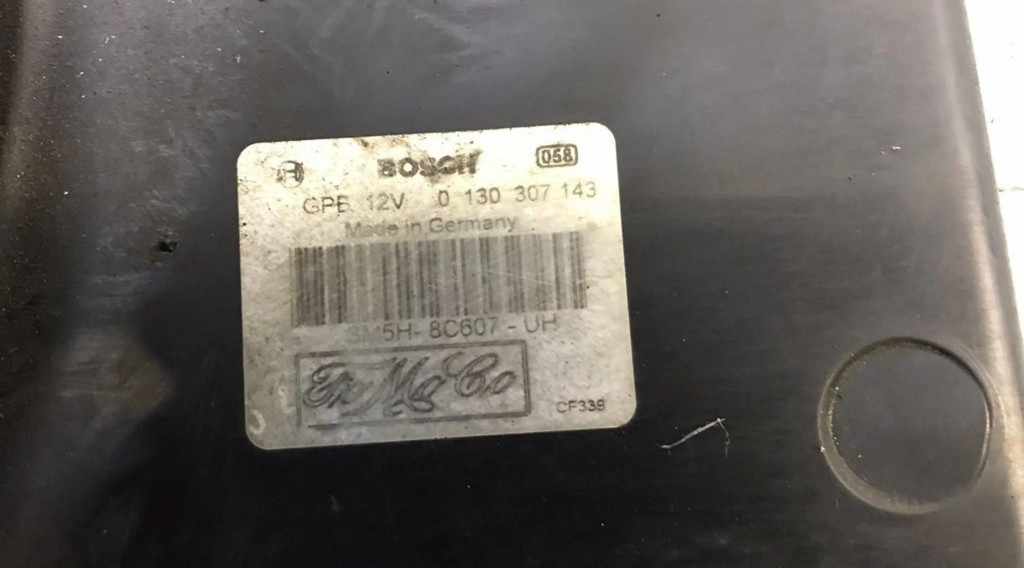 BOSCH 058
GPB 12V 0 130 307 143
Made in Germany
3M5H-8C607-UH
FoMoCo
CF339